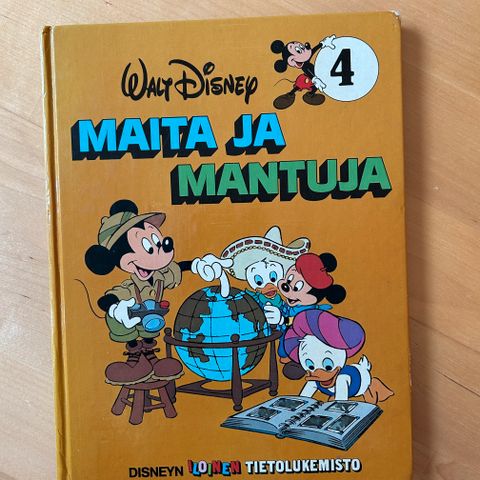 WALT DISNEY
4
MAITA JA
MANTUJA
DISNEYN ILOINEN TIETOLUKEMISTO